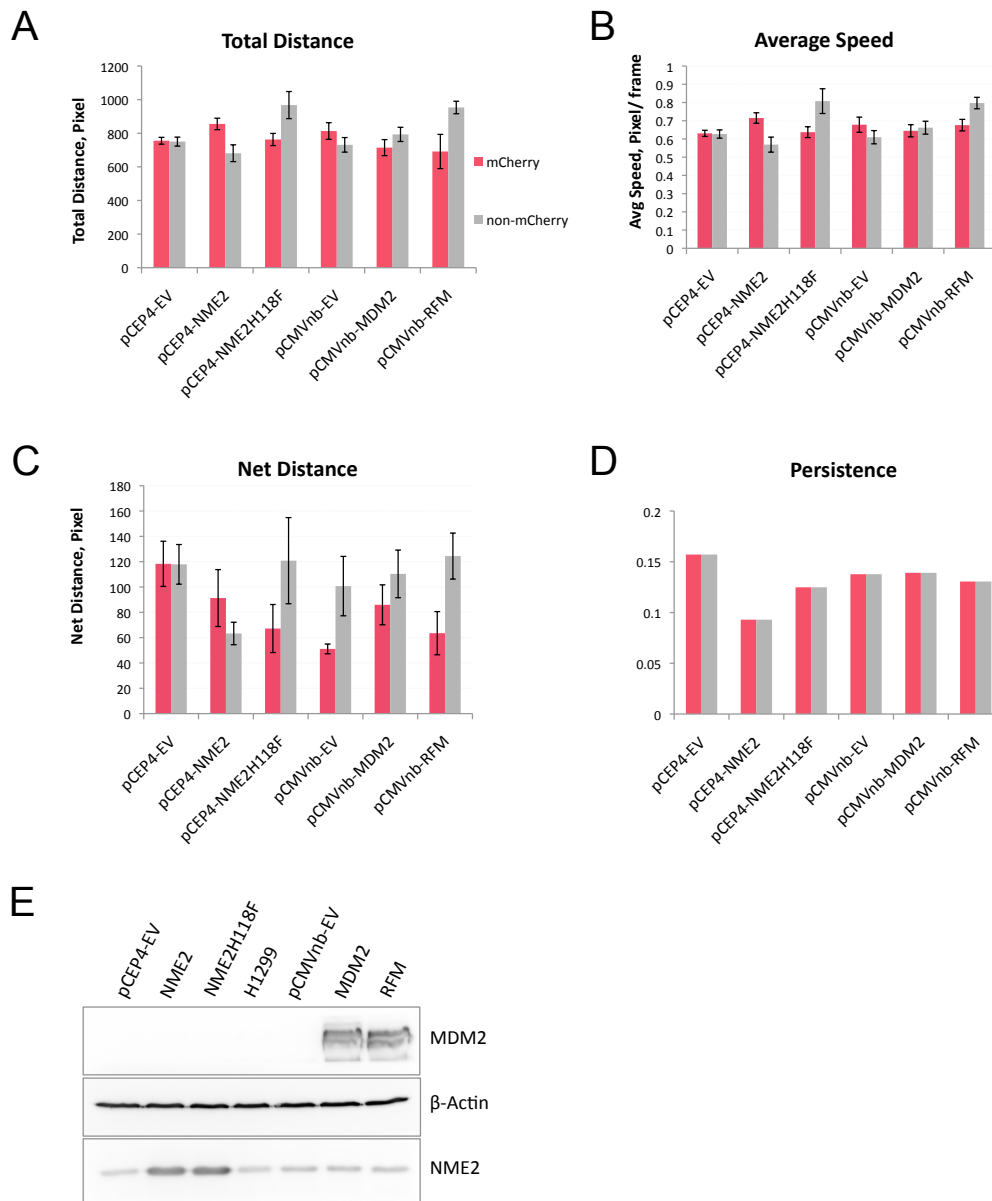 A
Total Distance
Total Distance, Pixel
1200
1000
800
600
400
200
0
pCEP4-EV
pCEP4-NME2
pCEP4-NME2H118F
pCMVnb-EV
pCMVnb-MDM2
pCMVnb-RFM
mCherry
non-mCherry
B
Average Speed
Avg Speed, Pixel/ frame
1
0.9
0.8
0.7
0.6
0.5
0.4
0.3
0.2
0.1
0
pCEP4-EV
pCEP4-NME2
pCEP4-NME2H118F
pCMVnb-EV
pCMVnb-MDM2
pCMVnb-RFM
C
Net Distance
Net Distance, Pixel
180
160
140
120
100
80
60
40
20
0
pCEP4-EV
pCEP4-NME2
pCEP4-NME2H118F
pCMVnb-EV
pCMVnb-MDM2
pCMVnb-RFM
D
Persistence
0.2
0.15
0.1
0.05
0
pCEP4-EV
pCEP4-NME2
pCEP4-NME2H118F
pCMVnb-EV
pCMVnb-MDM2
pCMVnb-RFM
E
pCEP4-EV
NME2
NME2H118F
H1299
pCMVnb-EV
MDM2
RFM
MDM2
β-Actin
NME2